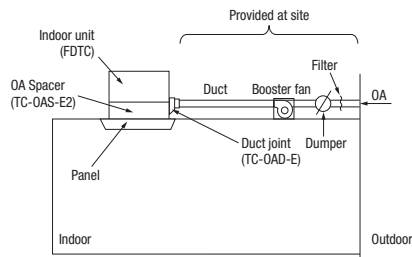 Provided at site
Indoor unit
(FDTC)
Filter
OA Spacer
(TC-OAS-E2)
Duct
Booster fan
OA
Duct joint
(TC-OAD-E)
Dumper
Panel
Indoor
Outdoor